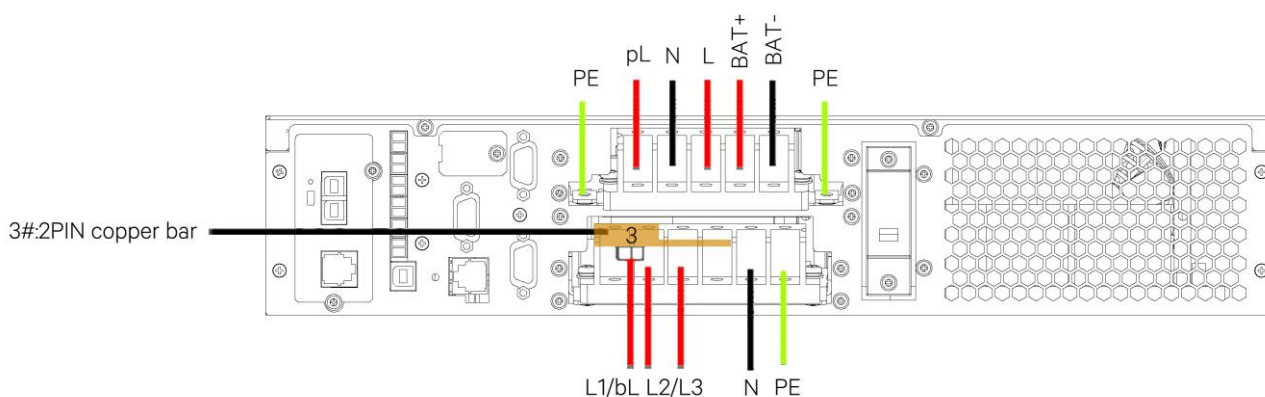 PE
pL
N
L
BAT+
BAT-
PE
3#:2PIN copper bar
3
L1/bL L2/L3 N PE